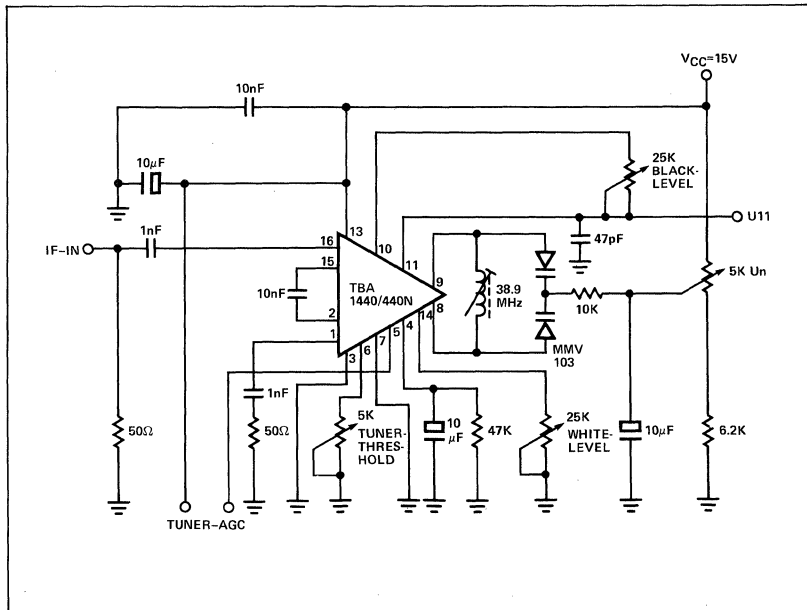 VCC=15V
10nF
10μF
25K
BLACK-
LEVEL
1nF
IF-IN
U11
47pF
16
13
10
11
15
10nF
2
1
TBA
1440/440N
9
8
38.9
MHz
5K Un
10K
MMV
103
3
6
7
5
4
14
1nF
50Ω
50Ω
5K
TUNER-
THRES-
HOLD
10
μF
47K
25K
WHITE-
LEVEL
10μF
6.2K
TUNER-AGC